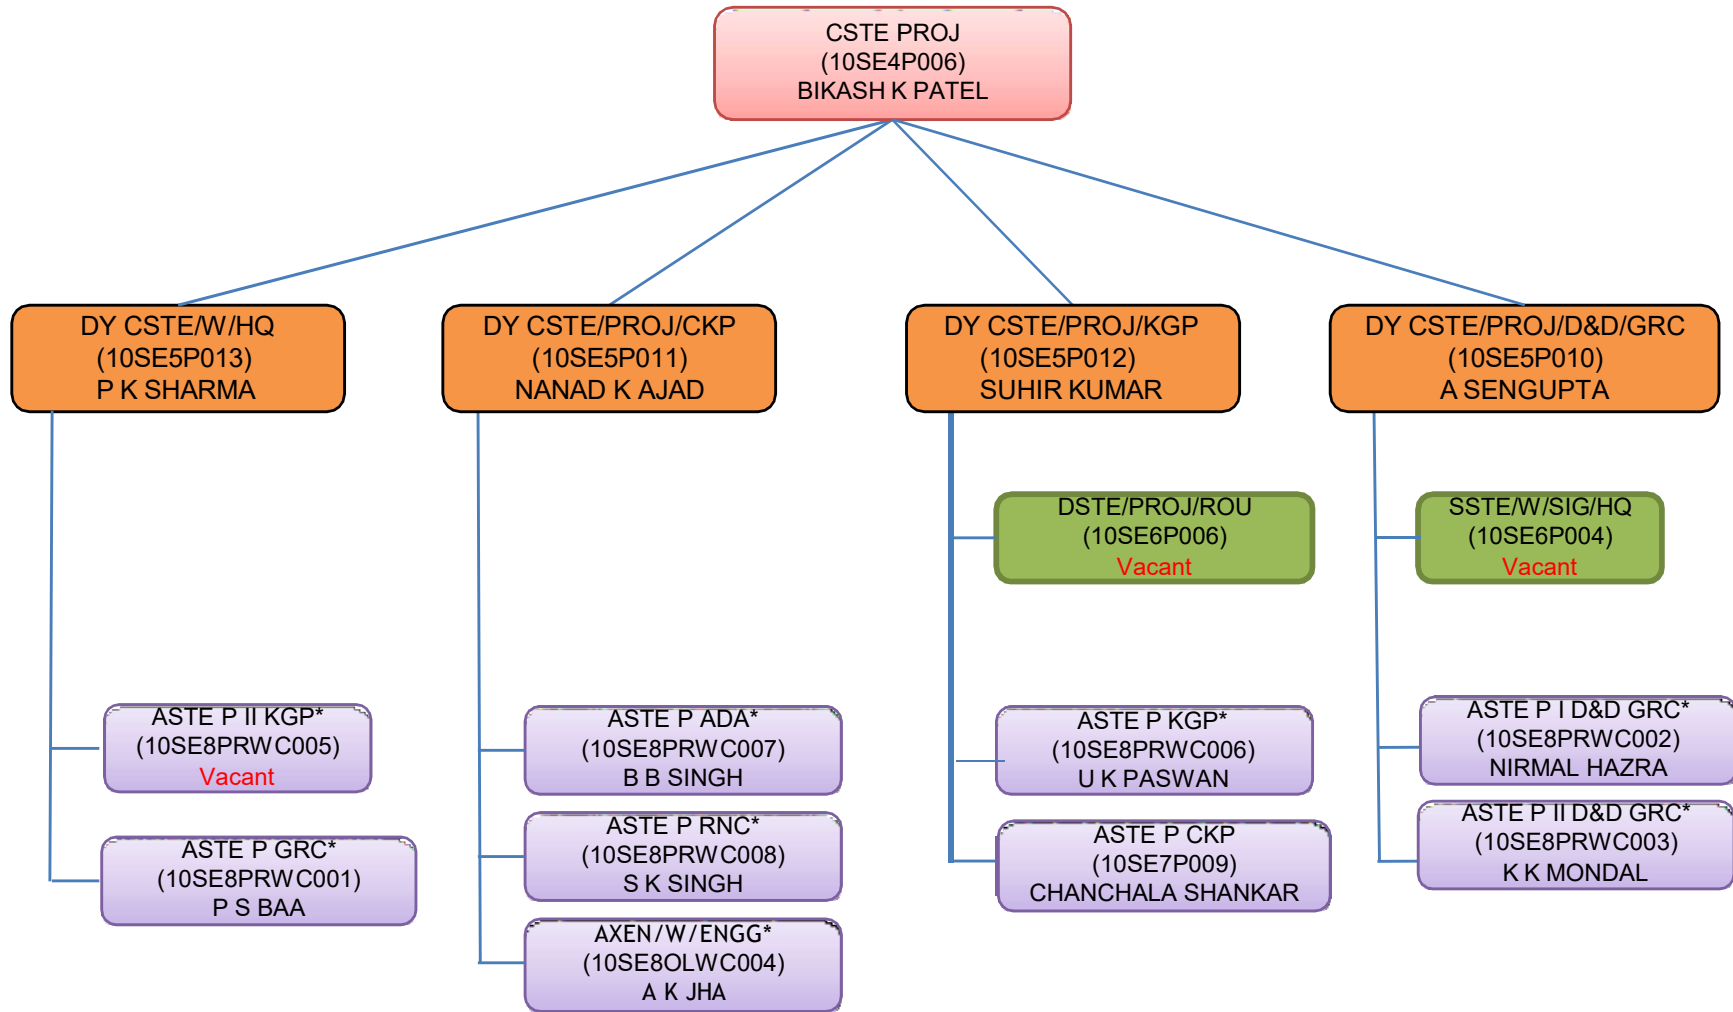 CSTE PROJ
(10SE4P006)
BIKASH K PATEL
DY CSTE/W/HQ
(10SE5P013)
P K SHARMA
DY CSTE/PROJ/CKP
(10SE5P011)
NANAD K AJAD
DY CSTE/PROJ/KGP
(10SE5P012)
SUHIR KUMAR
DY CSTE/PROJ/D&D/GRC
(10SE5P010)
A SENGUPTA
DSTE/PROJ/ROU
(10SE6P006)
Vacant
SSTE/W/SIG/HQ
(10SE6P004)
Vacant
ASTE P II KGP*
(10SE8PRWC005)
Vacant
ASTE P GRC*
(10SE8PRWC001)
P S BAA
ASTE P ADA*
(10SE8PRWC007)
B B SINGH
ASTE P RNC*
(10SE8PRWC008)
S K SINGH
AXEN/W/ENGG*
(10SE8OLWC004)
A K JHA
ASTE P KGP*
(10SE8PRWC006)
U K PASWAN
ASTE P CKP
(10SE7P009)
CHANCHALA SHANKAR
ASTE P I D&D GRC*
(10SE8PRWC002)
NIRMAL HAZRA
ASTE P II D&D GRC*
(10SE8PRWC003)
K K MONDAL